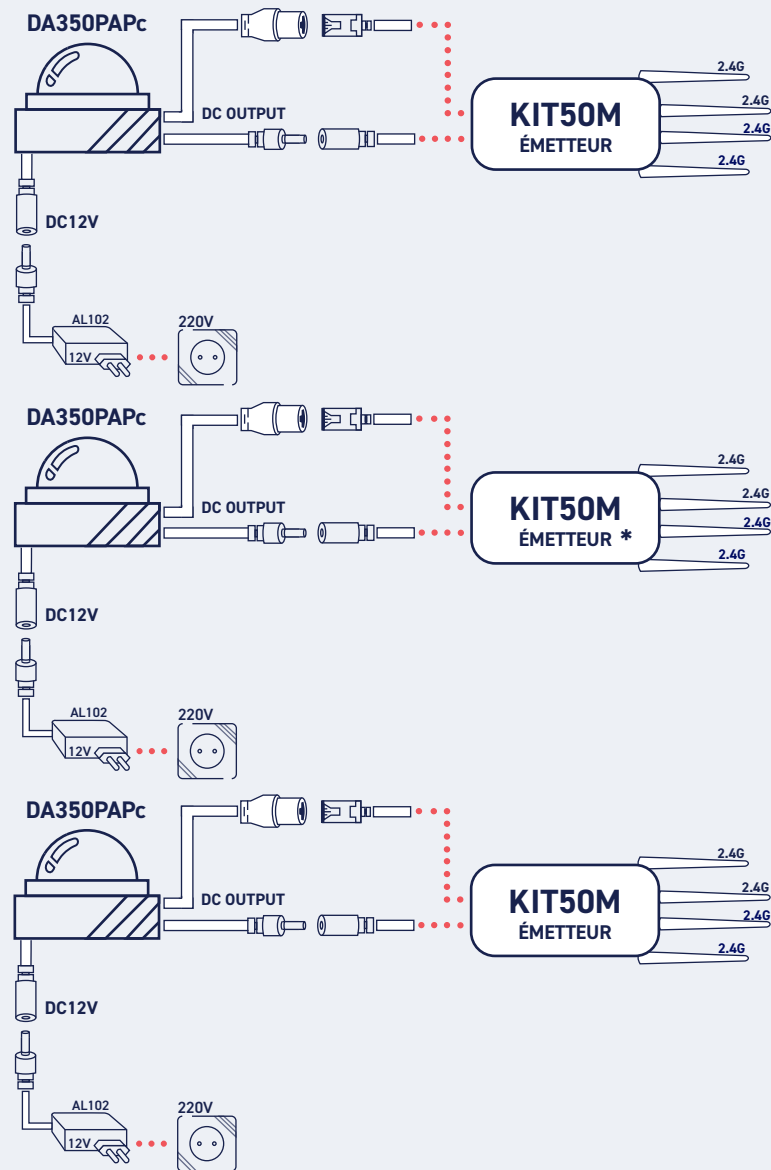 DA350PAPc
2.4G
2.4G
KIT50M
DC OUTPUT
2.4G
ÉMETTEUR
2.4G
DC12V
AL102
220V
12V
DA350PAPc
2.4G
2.4G
KIT50M
DC OUTPUT
2.4G
ÉMETTEUR *
2.4G
DC12V
AL102
220V
12V
DA350PAPc
2.4G
2.4G
KIT50M
DC OUTPUT
2.4G
ÉMETTEUR
2.4G
DC12V
AL102
220V
12V